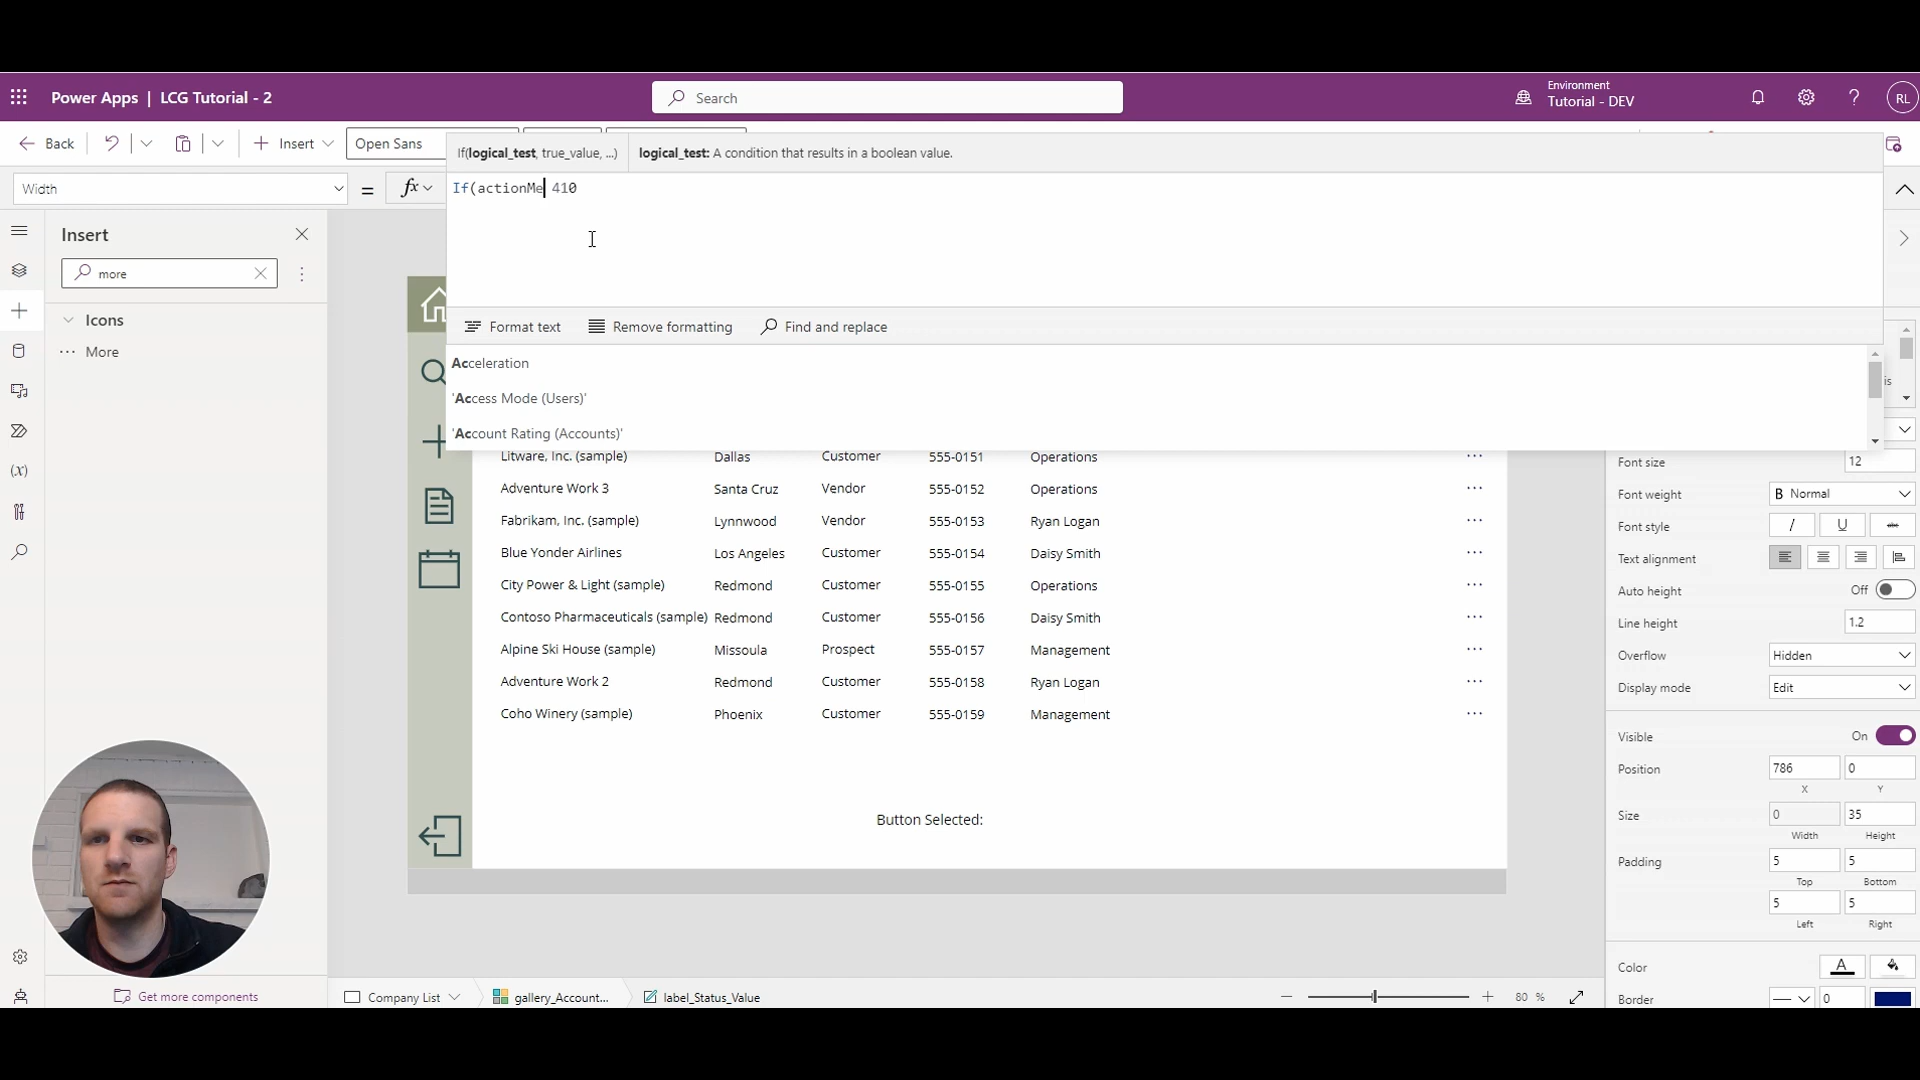 Power Apps | LCG Tutorial - 2
Search
Environment
Tutorial - DEV
RL
Back
Insert
Open Sans
If(logical_test, true_value, ...)
logical_test: A condition that results in a boolean value.
Width
=
fx
If(actionMe 410
Insert
more
Icons
More
Format text
Remove formatting
Find and replace
Acceleration
'Access Mode (Users)'
'Account Rating (Accounts)'
Litware, Inc. (sample) Dallas Customer 555-0151 Operations
Adventure Work 3 Santa Cruz Vendor 555-0152 Operations
Fabrikam, Inc. (sample) Lynnwood Vendor 555-0153 Ryan Logan
Blue Yonder Airlines Los Angeles Customer 555-0154 Daisy Smith
City Power & Light (sample) Redmond Customer 555-0155 Operations
Contoso Pharmaceuticals (sample) Redmond Customer 555-0156 Daisy Smith
Alpine Ski House (sample) Missoula Prospect 555-0157 Management
Adventure Work 2 Redmond Customer 555-0158 Ryan Logan
Coho Winery (sample) Phoenix Customer 555-0159 Management
Button Selected:
is
Font size 12
Font weight B Normal
Font style / U abc
Text alignment
Auto height Off
Line height 1.2
Overflow Hidden
Display mode Edit
Visible On
Position 786 0
X Y
Size 0 35
Width Height
Padding 5 5
Top Bottom
5 5
Left Right
Color A
Border 0
Get more components
Company List
gallery_Account...
label_Status_Value
80 %